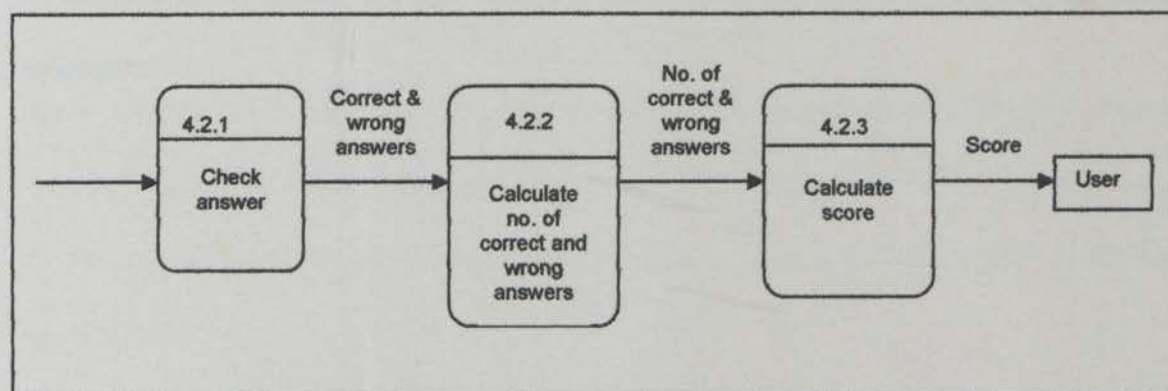 4.2.1
Check
answer
Correct &
wrong
answers
4.2.2
Calculate
no. of
correct and
wrong
answers
No. of
correct &
wrong
answers
4.2.3
Calculate
score
Score
User